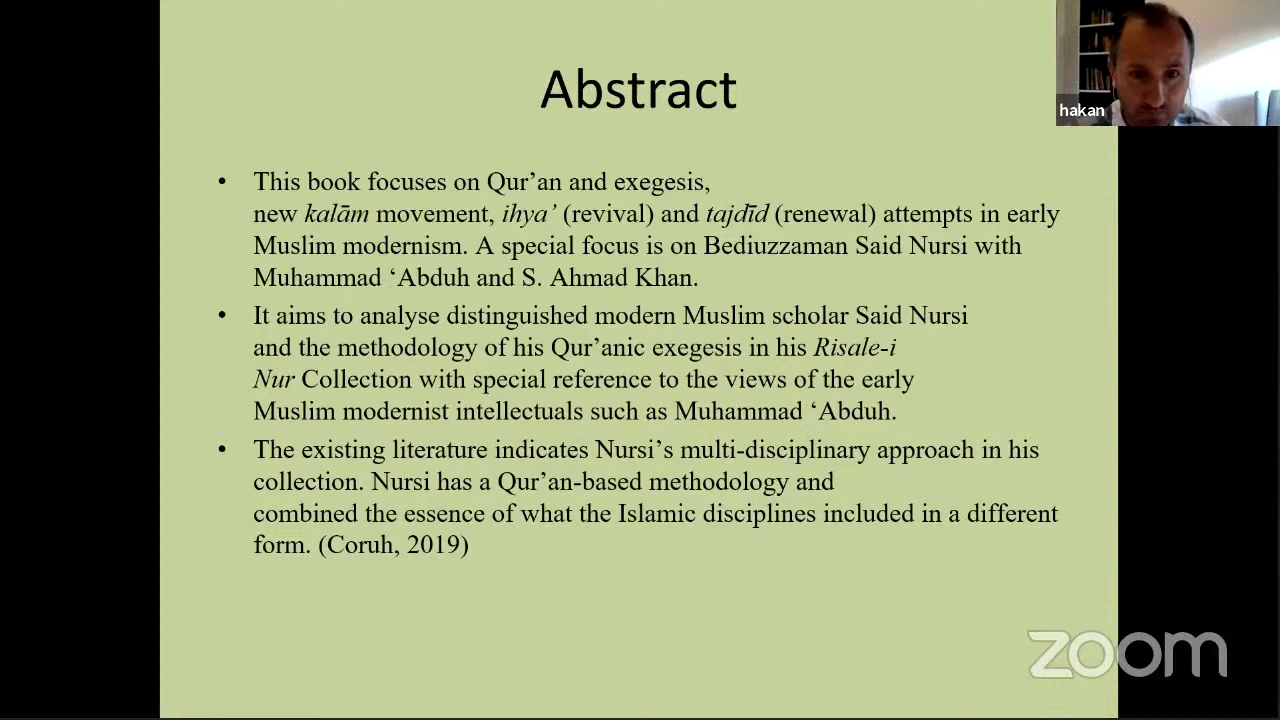 Abstract
hakan
• This book focuses on Qur’an and exegesis,
new kalām movement, ihya’ (revival) and tajdīd (renewal) attempts in early
Muslim modernism. A special focus is on Bediuzzaman Said Nursi with
Muhammad ‘Abduh and S. Ahmad Khan.
• It aims to analyse distinguished modern Muslim scholar Said Nursi
and the methodology of his Qur’anic exegesis in his Risale-i
Nur Collection with special reference to the views of the early
Muslim modernist intellectuals such as Muhammad ‘Abduh.
• The existing literature indicates Nursi’s multi-disciplinary approach in his
collection. Nursi has a Qur’an-based methodology and
combined the essence of what the Islamic disciplines included in a different
form. (Coruh, 2019)
zoom